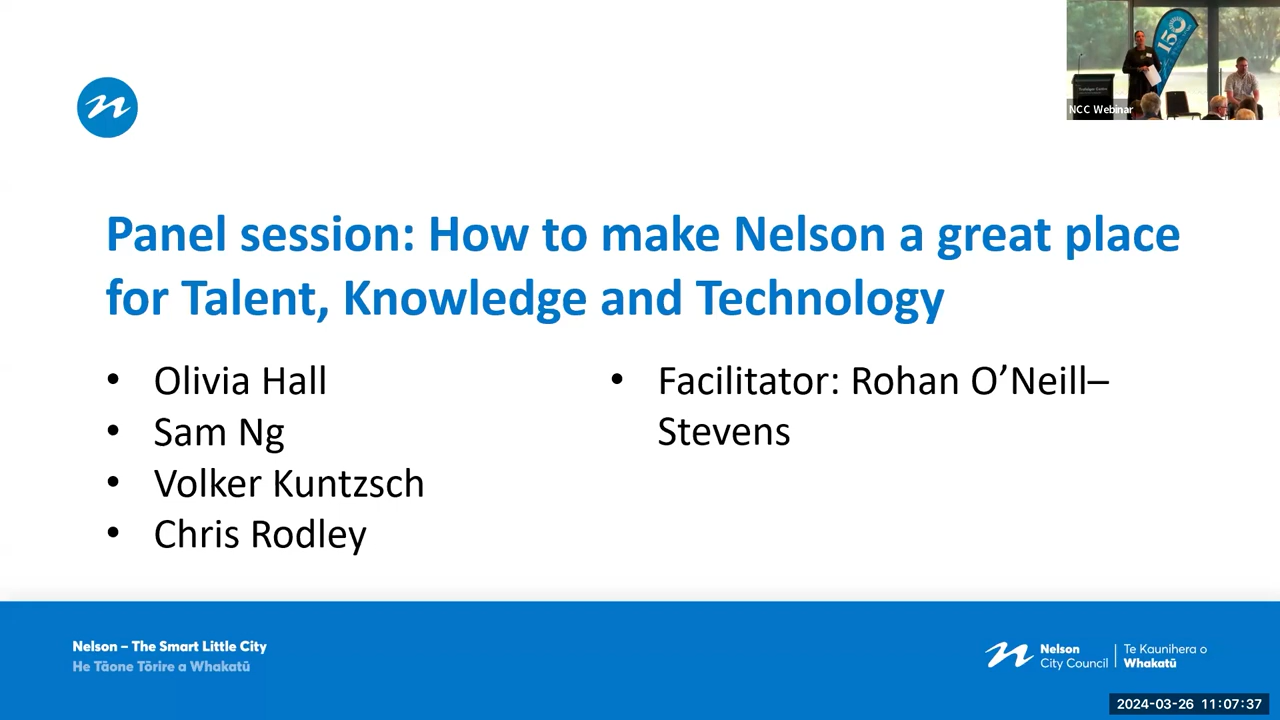 150
NCC Webinar
Panel session: How to make Nelson a great place
for Talent, Knowledge and Technology
• Olivia Hall
• Sam Ng
• Volker Kuntzsch
• Chris Rodley
• Facilitator: Rohan O’Neill–
Stevens
Nelson – The Smart Little City
He Tāone Tōrire a Whakatū
Nelson
City Council
Te Kaunihera o
Whakatū
2024-03-26 11:07:37